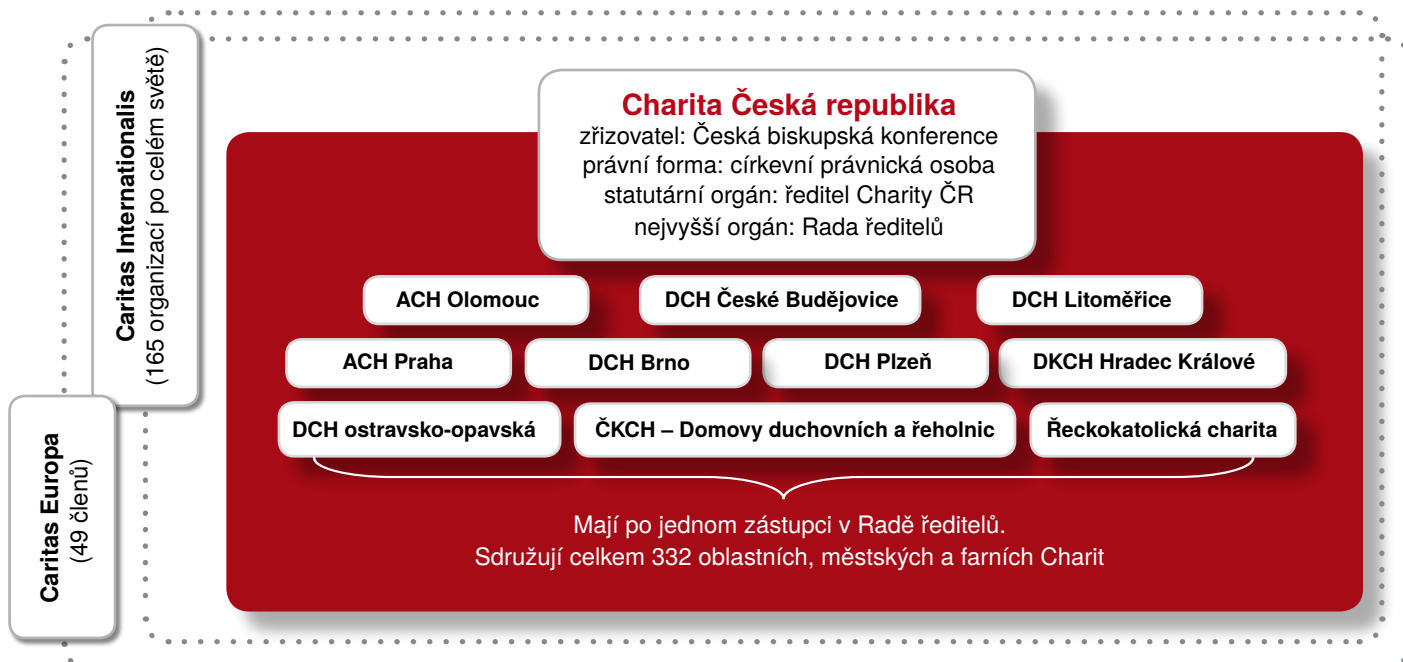 Caritas Internationalis
(165 organizací po celém světě)
Caritas Europa
(49 členů)
Charita Česká republika
zřizovatel: Česká biskupská konference
právní forma: církevní právnická osoba
statutární orgán: ředitel Charity ČR
nejvyšší orgán: Rada ředitelů
ACH Olomouc
DCH České Budějovice
DCH Litoměřice
ACH Praha
DCH Brno
DCH Plzeň
DKCH Hradec Králové
DCH ostravsko-opavská
ČKCH – Domovy duchovních a řeholnic
Řeckokatolická charita
Mají po jednom zástupci v Radě ředitelů.
Sdružují celkem 332 oblastních, městských a farních Charit